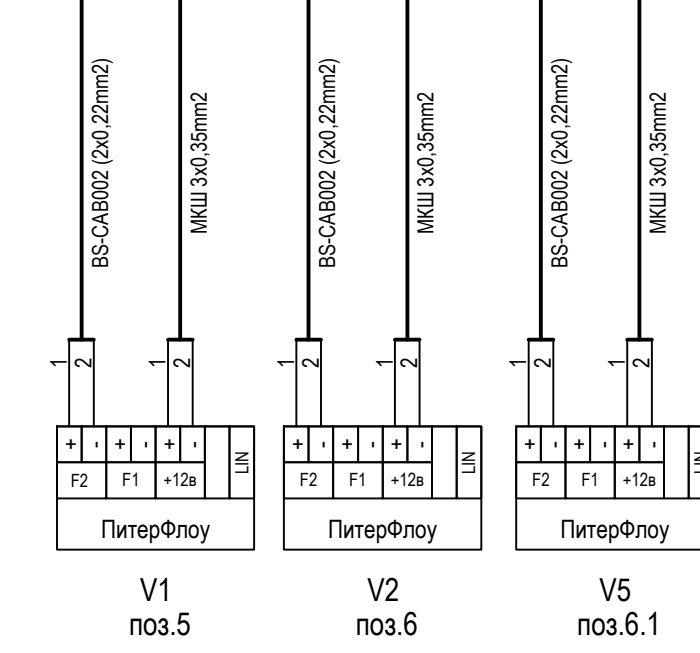 BS-CAB002 (2x0,22mm2)
МКШ 3x0,35mm2
BS-CAB002 (2x0,22mm2)
МКШ 3x0,35mm2
BS-CAB002 (2x0,22mm2)
МКШ 3x0,35mm2
1 2 1 2
1 2 1 2
1 2 1 2
+ - + - + -
F2 F1 +12в LIN
ПитерФлоу
V1
поз.5
+ - + - + -
F2 F1 +12в LIN
ПитерФлоу
V2
поз.6
+ - + - + -
F2 F1 +12в LIN
ПитерФлоу
V5
поз.6.1